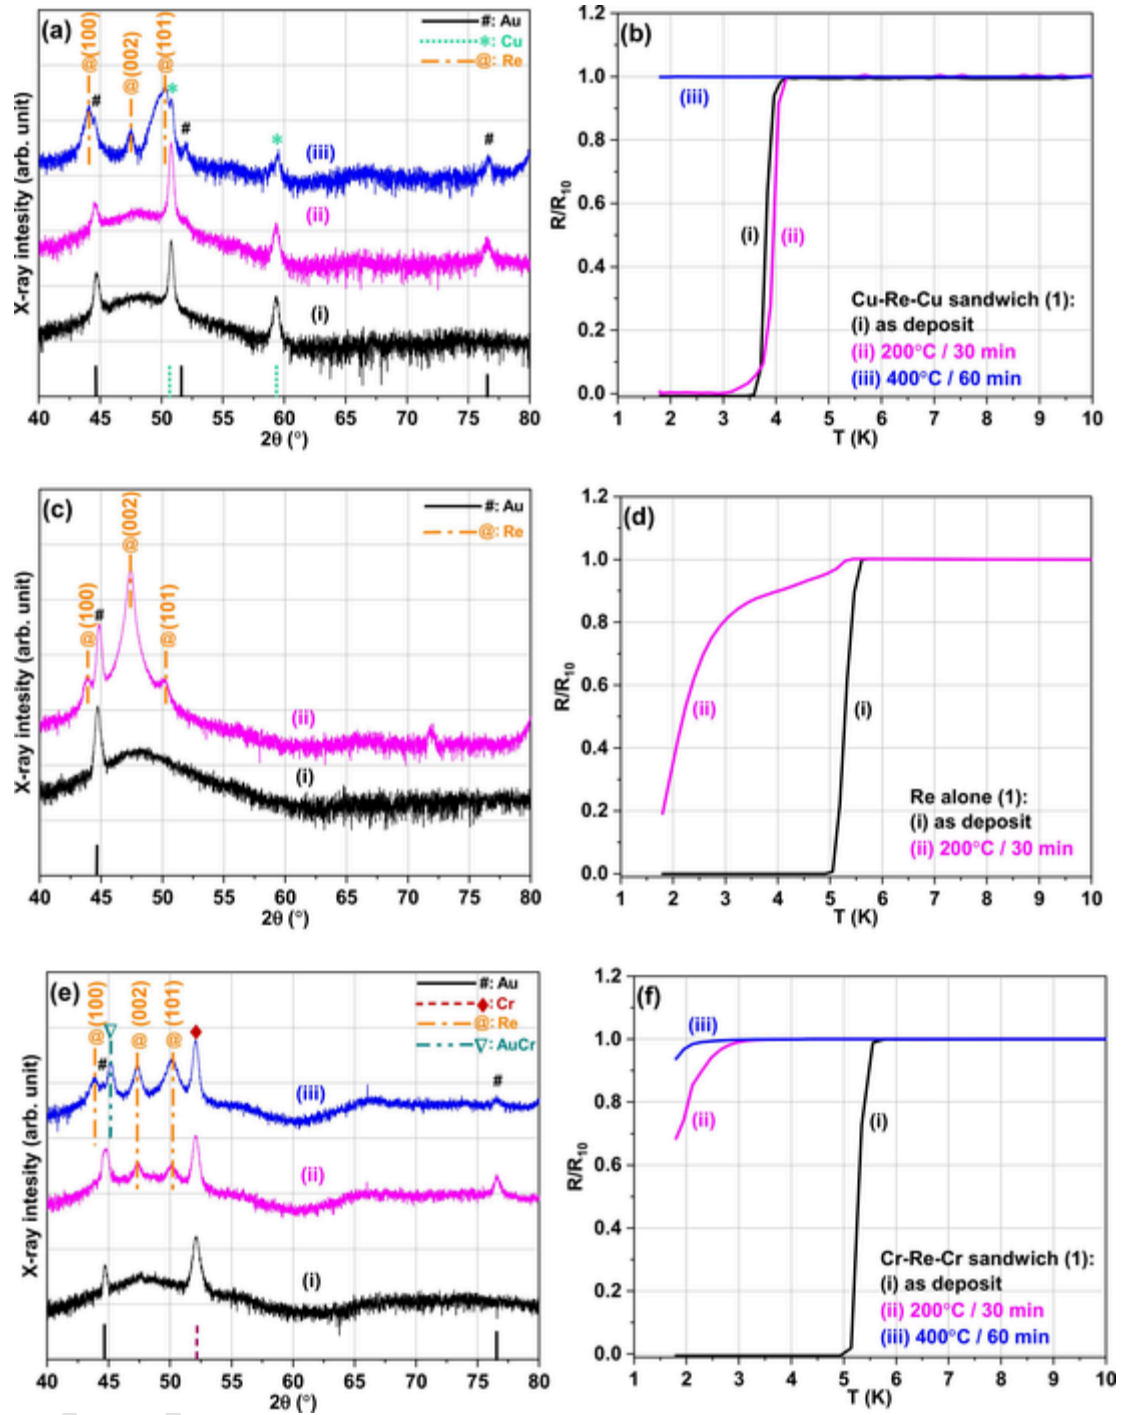 (a)
@(100)
@(002)
@(101)
#: Au
*: Cu
@: Re
#
*
#
*
#
(iii)
(ii)
(i)
X-ray intesity (arb. unit)
40 45 50 55 60 65 70 75 80
2θ (°)
(b)
1.2
1.0
0.8
0.6
0.4
0.2
0.0
R/R10
(iii)
(i)
(ii)
Cu-Re-Cu sandwich (1):
(i) as deposit
(ii) 200°C / 30 min
(iii) 400°C / 60 min
1 2 3 4 5 6 7 8 9 10
T (K)
(c)
@(100)
@(002)
@(101)
#: Au
@: Re
#
(ii)
(i)
X-ray intesity (arb. unit)
40 45 50 55 60 65 70 75 80
2θ (°)
(d)
1.2
1.0
0.8
0.6
0.4
0.2
0.0
R/R10
(ii)
(i)
Re alone (1):
(i) as deposit
(ii) 200°C / 30 min
1 2 3 4 5 6 7 8 9 10
T (K)
(e)
@(100)
@ (002)
@ (101)
#: Au
♦: Cr
@: Re
▽: AuCr
▽
#
♦
#
(iii)
(ii)
(i)
X-ray intesity (arb. unit)
40 45 50 55 60 65 70 75 80
2θ (°)
(f)
1.2
1.0
0.8
0.6
0.4
0.2
0.0
R/R10
(iii)
(ii)
(i)
Cr-Re-Cr sandwich (1):
(i) as deposit
(ii) 200°C / 30 min
(iii) 400°C / 60 min
1 2 3 4 5 6 7 8 9 10
T (K)